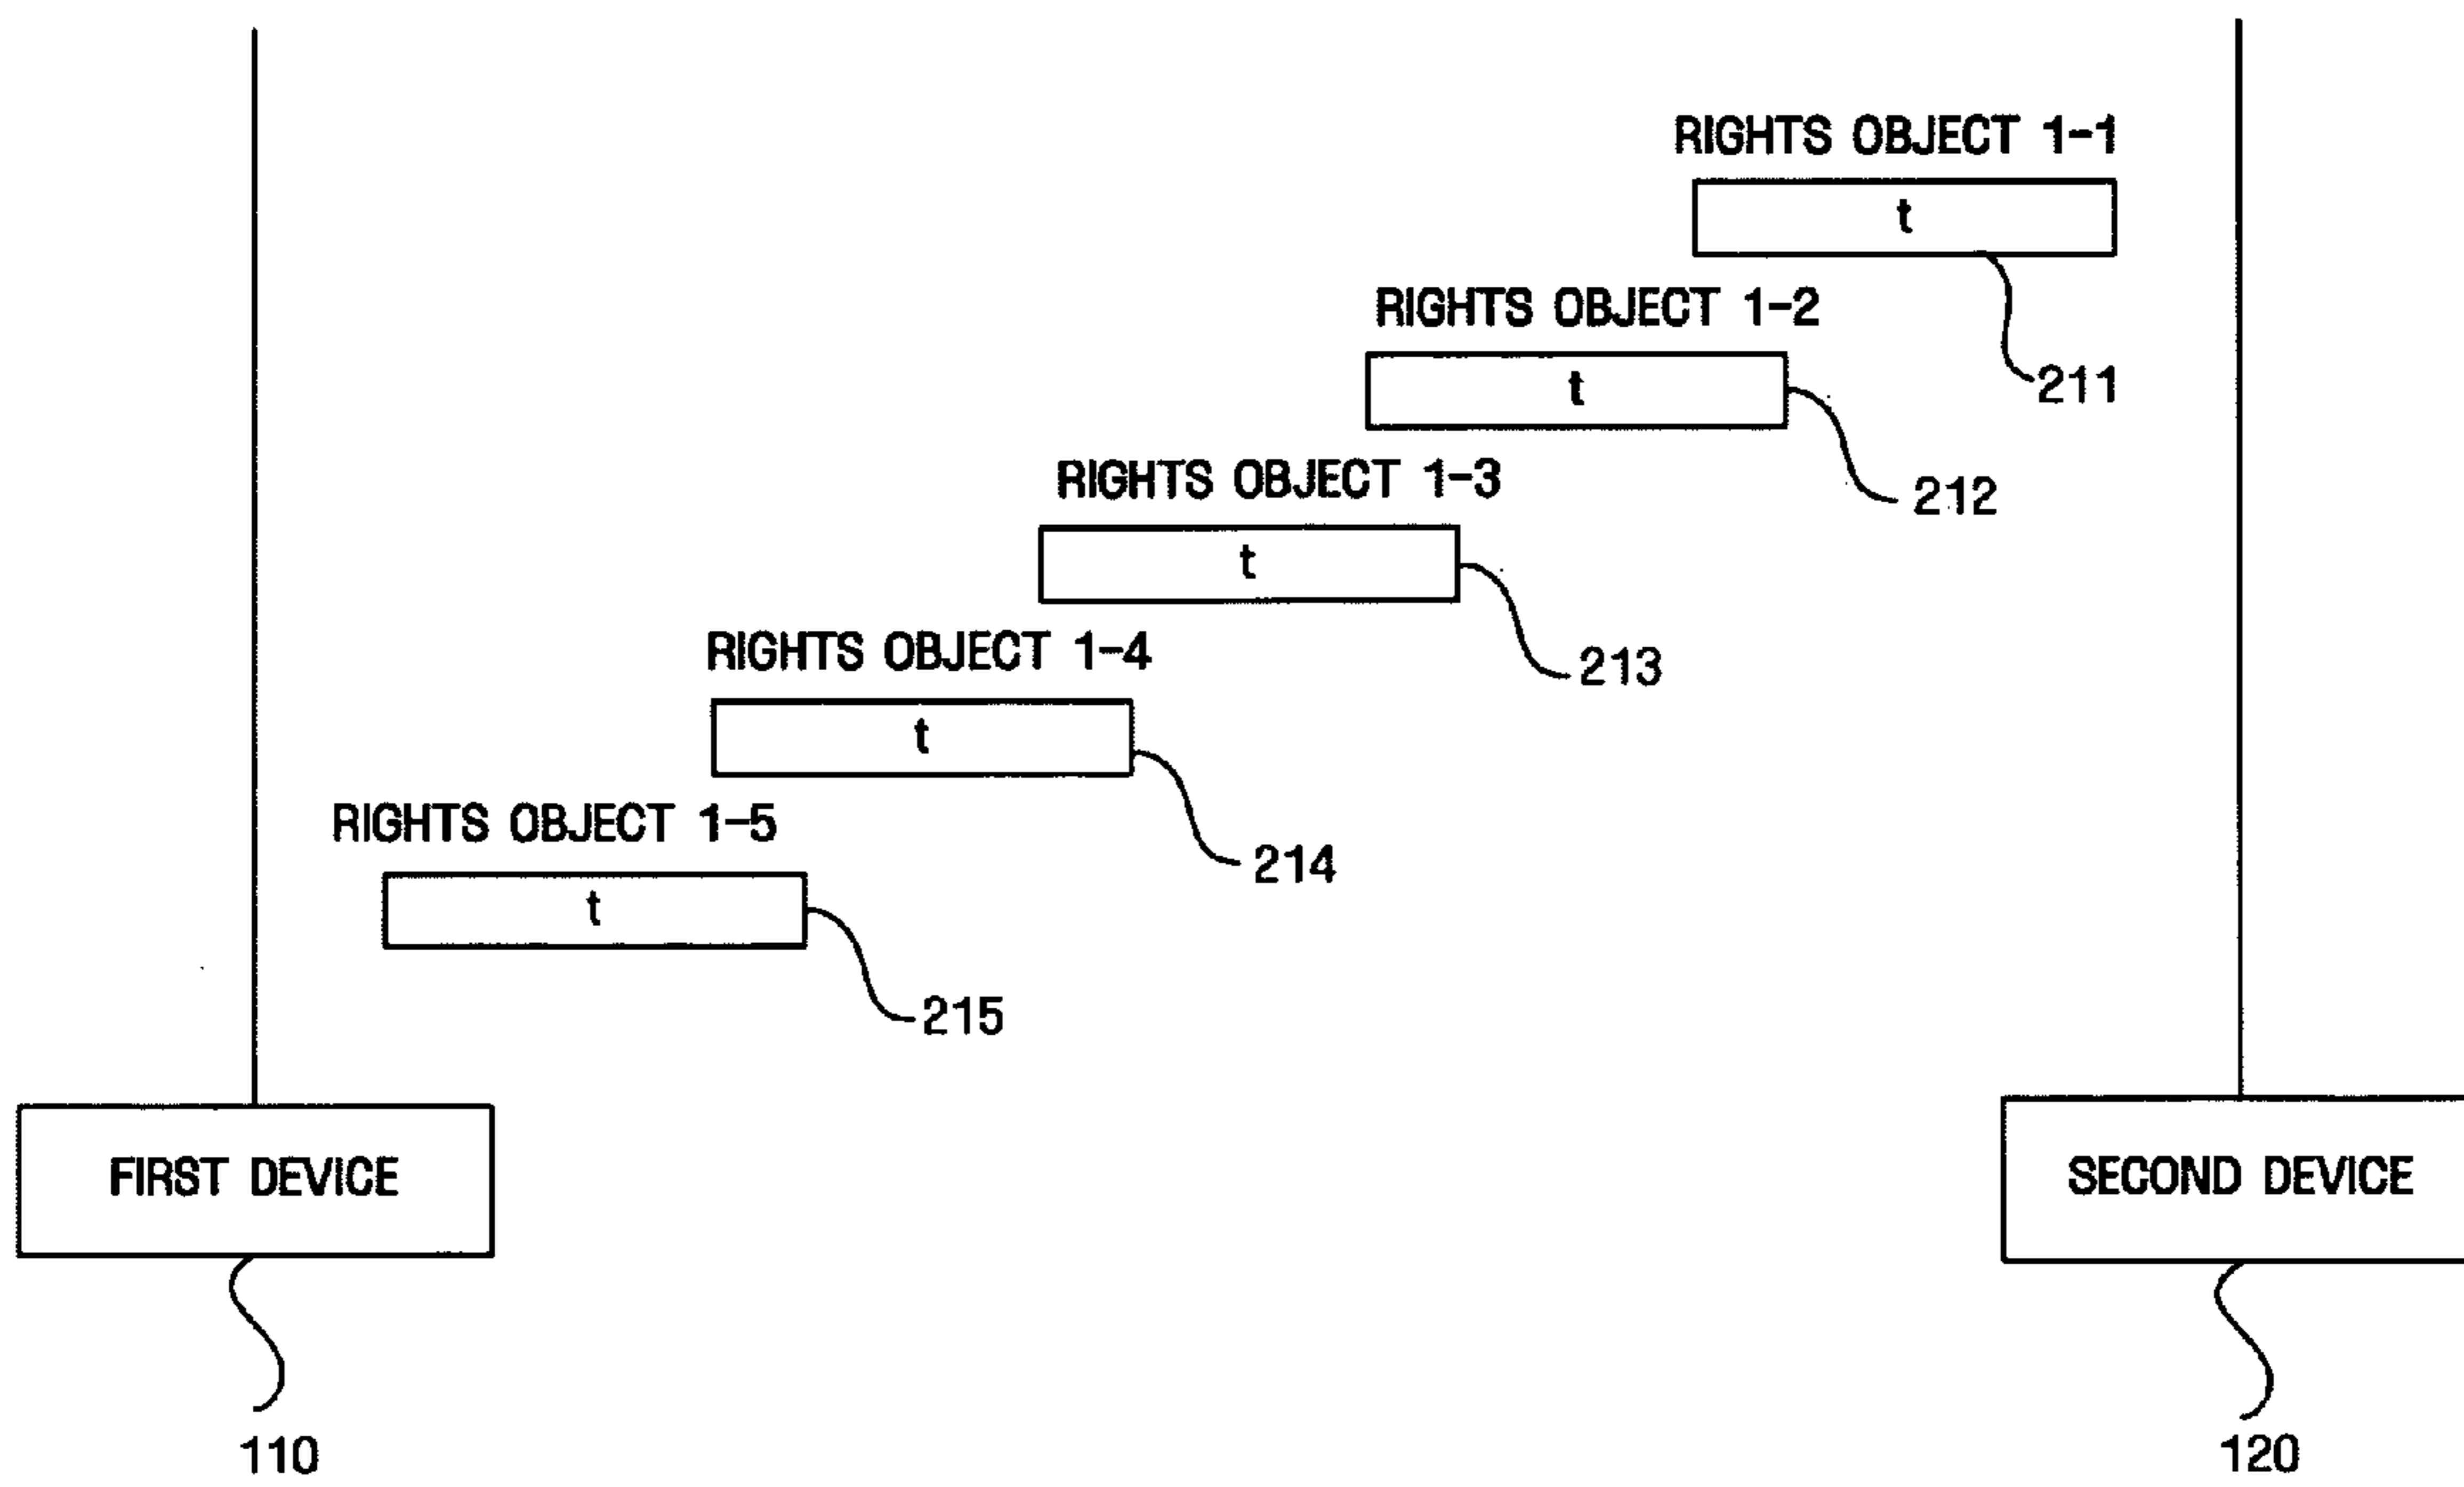 RIGHTS OBJECT 1-1
t
211
RIGHTS OBJECT 1-2
t
212
RIGHTS OBJECT 1-3
t
213
RIGHTS OBJECT 1-4
t
214
RIGHTS OBJECT 1-5
t
215
FIRST DEVICE
SECOND DEVICE
110
120